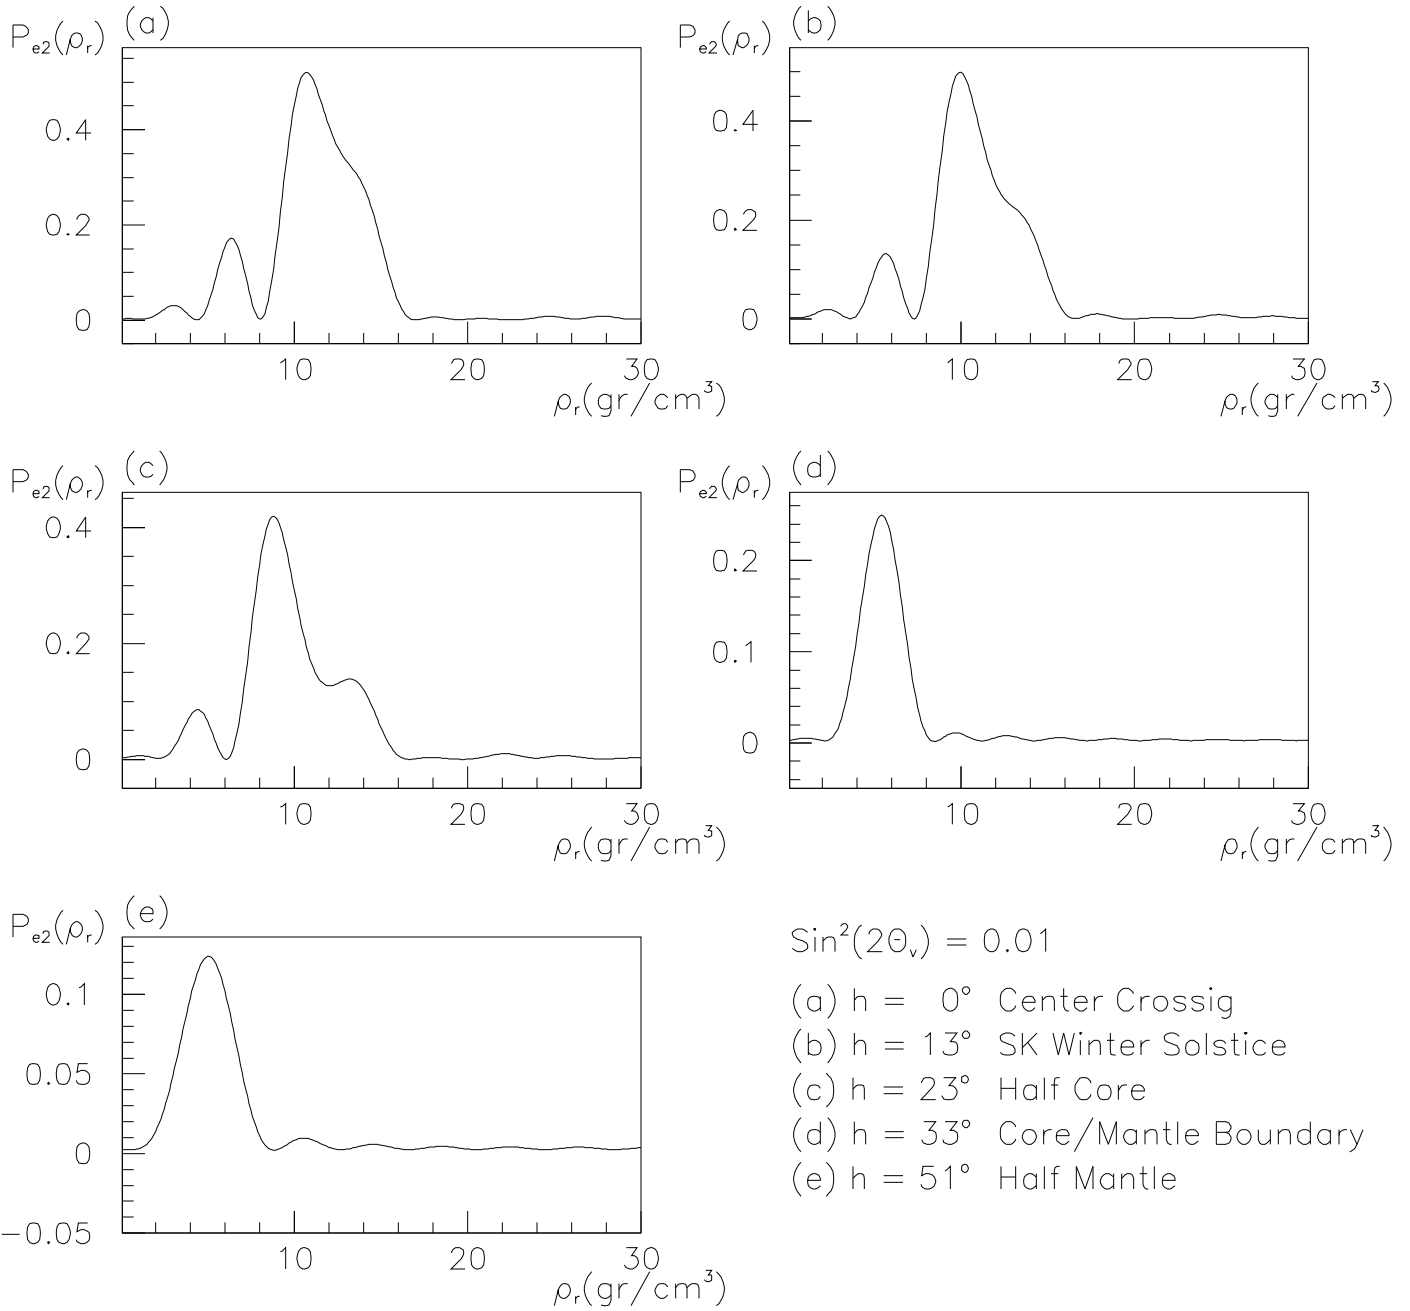 P_e2(ρ_r) (a)
0.4
0.2
0
10 20 30
ρ_r(gr/cm³)
P_e2(ρ_r) (b)
0.4
0.2
0
10 20 30
ρ_r(gr/cm³)
P_e2(ρ_r) (c)
0.4
0.2
0
10 20 30
ρ_r(gr/cm³)
P_e2(ρ_r) (d)
0.2
0.1
0
10 20 30
ρ_r(gr/cm³)
P_e2(ρ_r) (e)
0.1
0.05
0
−0.05
10 20 30
ρ_r(gr/cm³)
Sin²(2Θ_v) = 0.01
(a) h = 0° Center Crossig
(b) h = 13° SK Winter Solstice
(c) h = 23° Half Core
(d) h = 33° Core/Mantle Boundary
(e) h = 51° Half Mantle